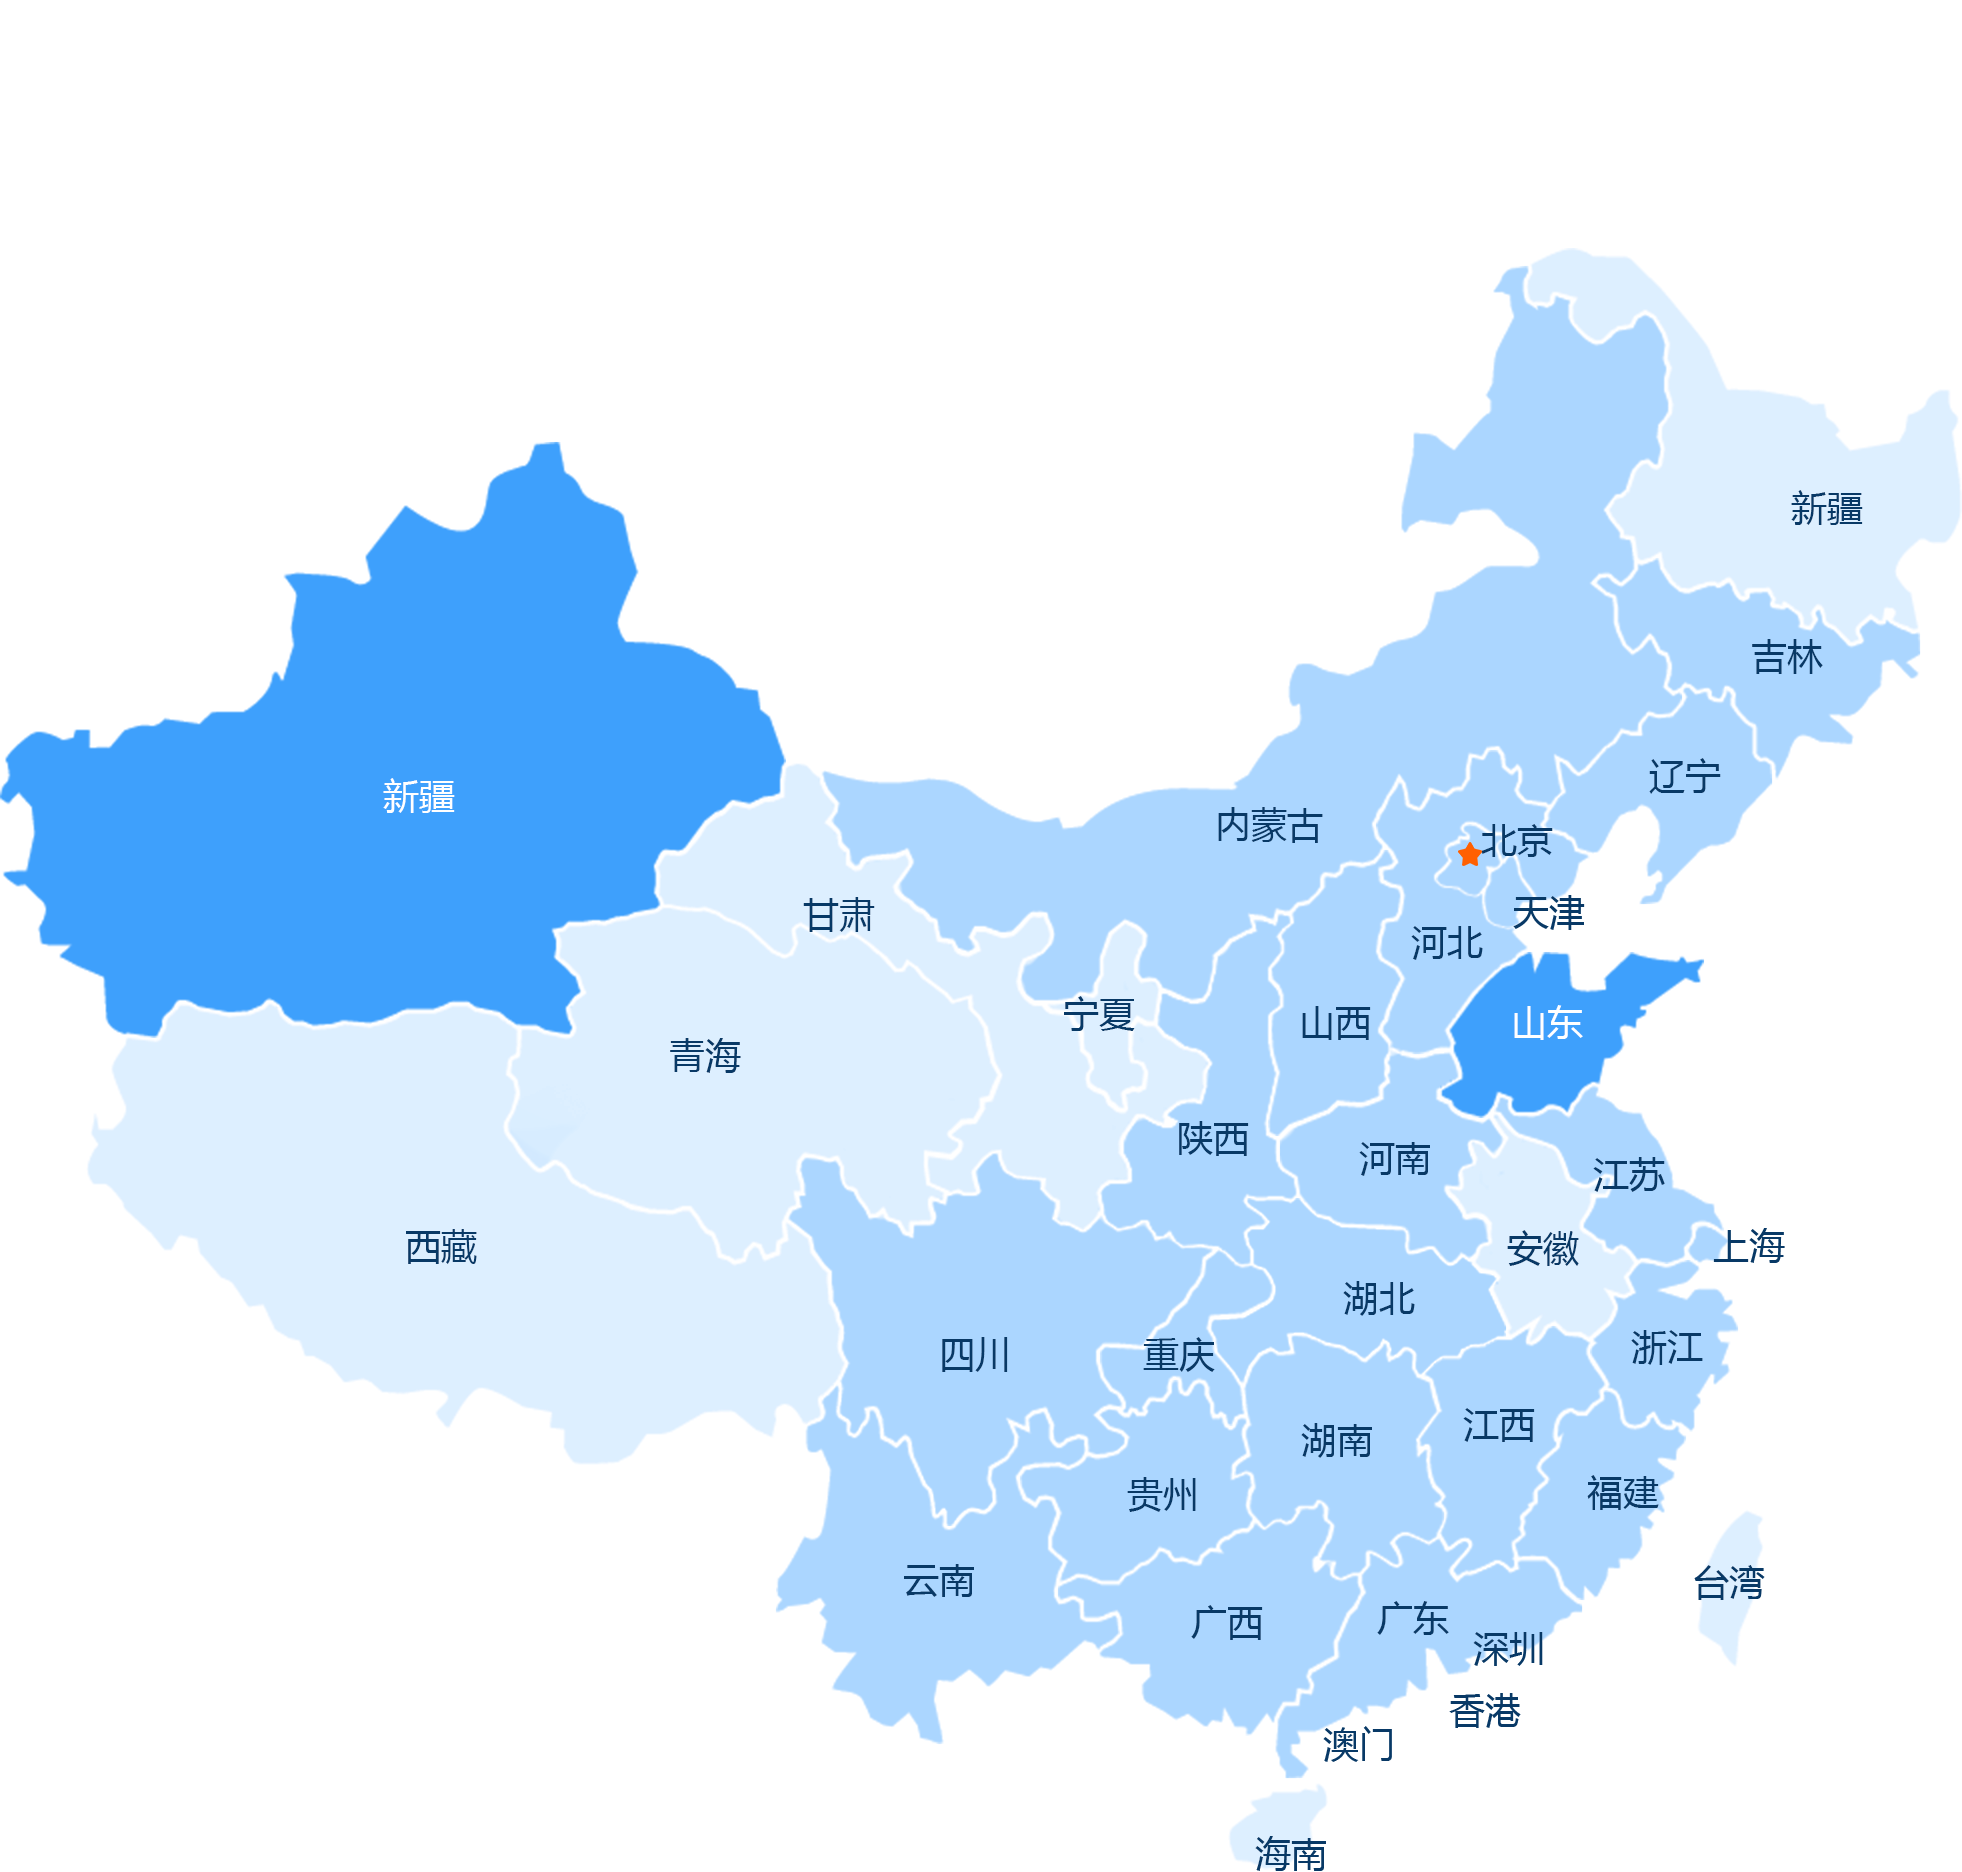 新疆
吉林
辽宁
新疆
内蒙古
北京
甘肃
天津
河北
宁夏
山西
山东
青海
陕西
河南
江苏
西藏
安徽
上海
湖北
四川
重庆
浙江
湖南
江西
贵州
福建
云南
台湾
广西
广东
深圳
香港
澳门
海南